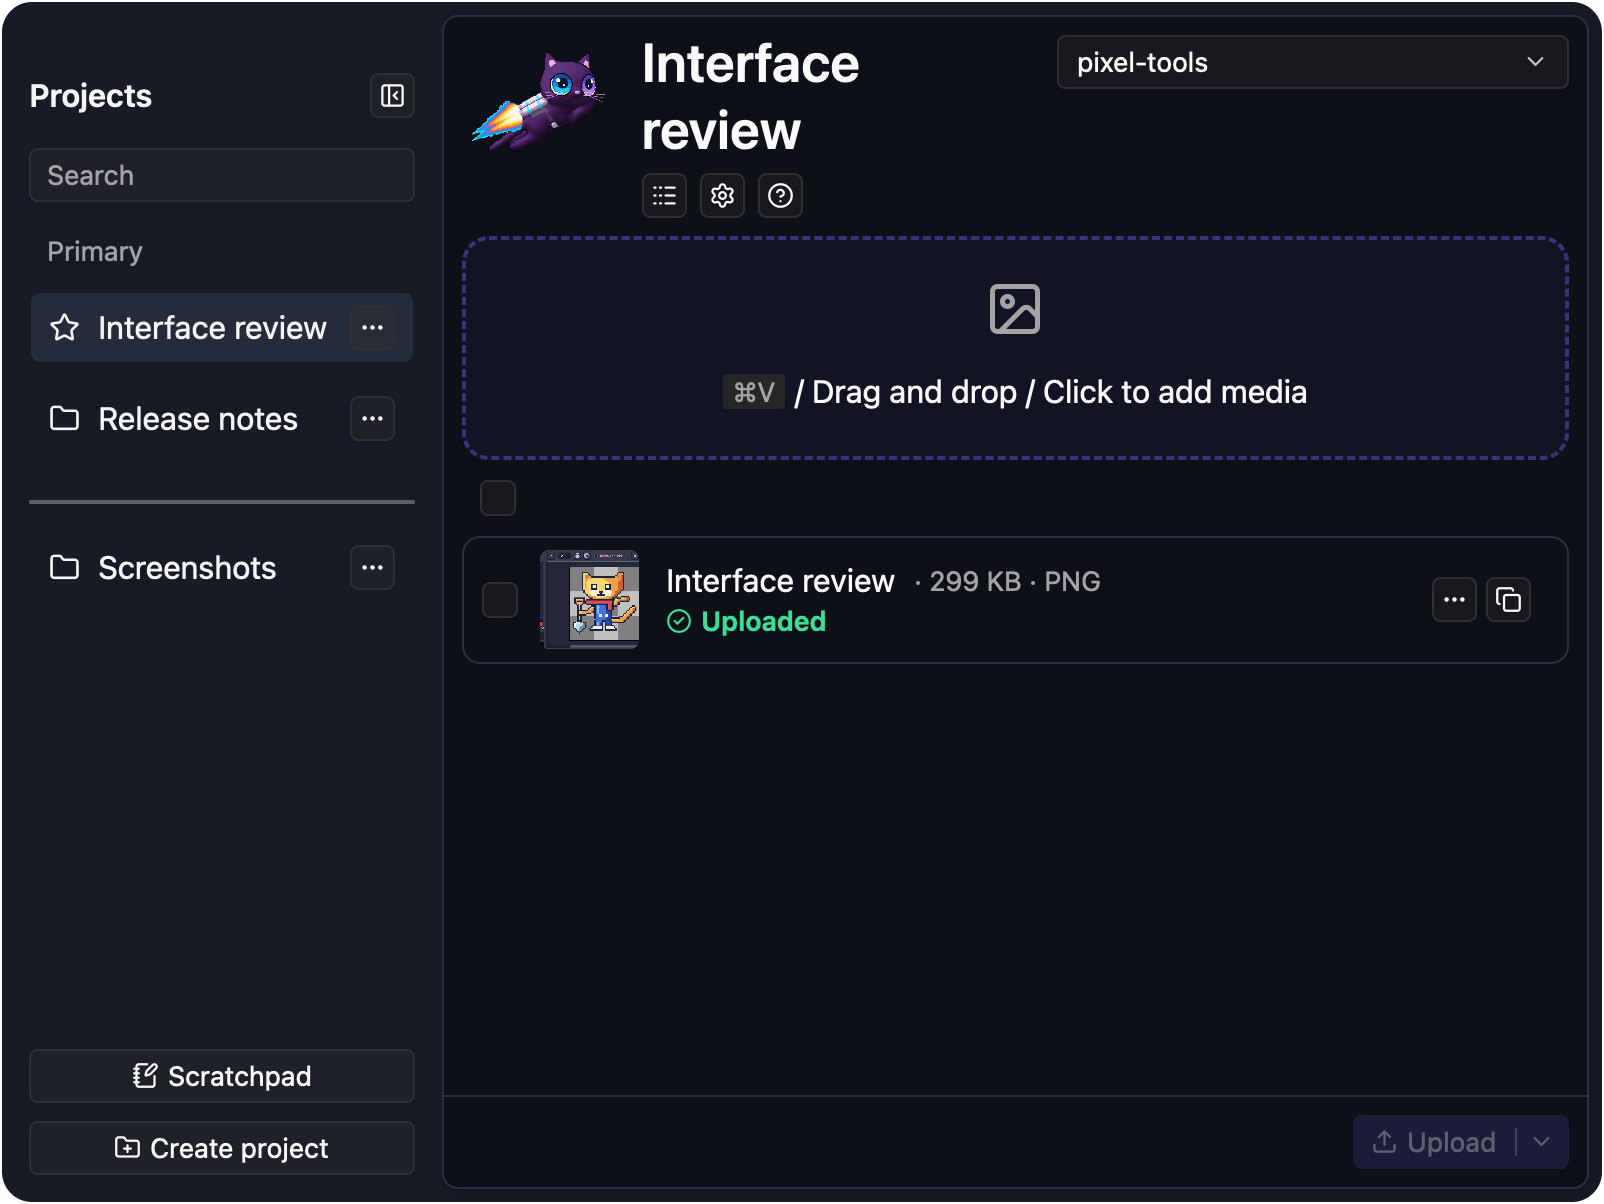 Projects
Search
Primary
Interface review
Release notes
Screenshots
Scratchpad
Create project
Interface
review
pixel-tools
⌘V / Drag and drop / Click to add media
Interface review · 299 KB · PNG
Uploaded
Upload